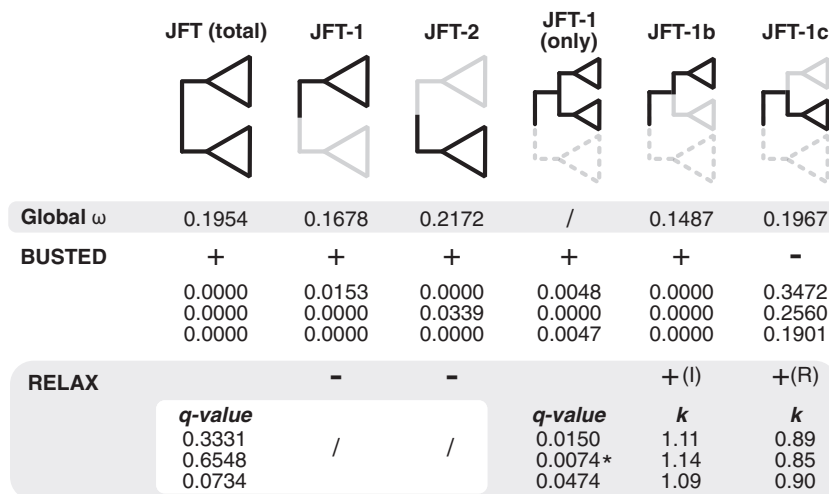 JFT (total) JFT-1 JFT-2 JFT-1 (only) JFT-1b JFT-1c
Global ω 0.1954 0.1678 0.2172 / 0.1487 0.1967
BUSTED + + + + + -
0.0000 0.0153 0.0000 0.0048 0.0000 0.3472
0.0000 0.0000 0.0339 0.0000 0.0000 0.2560
0.0000 0.0000 0.0000 0.0047 0.0000 0.1901
RELAX - - +(I) +(R)
q-value q-value k k
0.3331 0.0150 1.11 0.89
0.6548 / / 0.0074* 1.14 0.85
0.0734 0.0474 1.09 0.90